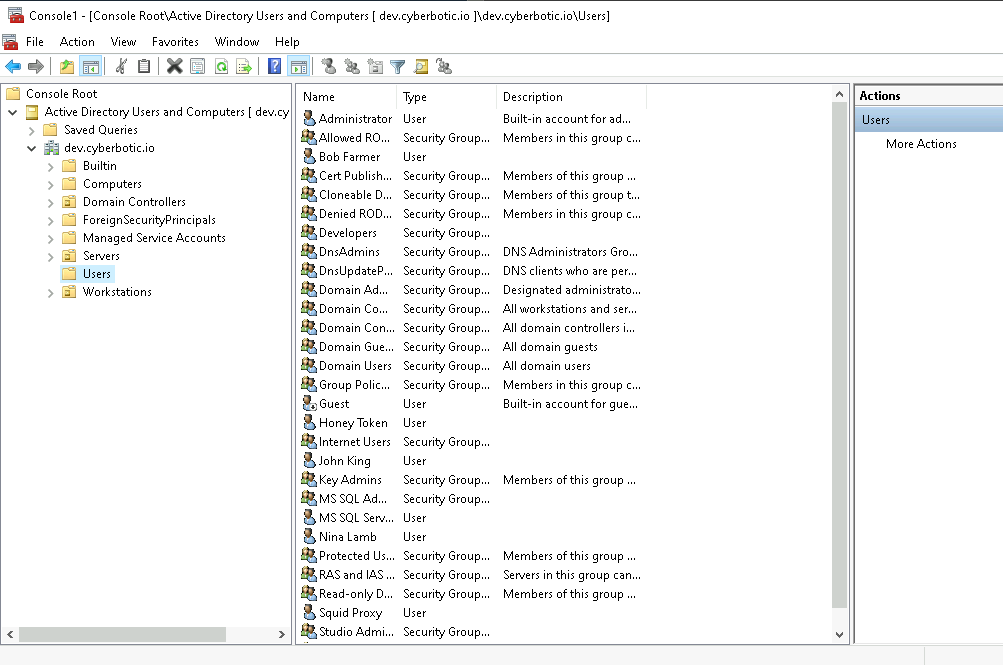 Console1 - [Console Root\Active Directory Users and Computers [ dev.cyberbotic.io ]\dev.cyberbotic.io\Users]
File Action View Favorites Window Help
Console Root
Active Directory Users and Computers [ dev.cy
Saved Queries
dev.cyberbotic.io
Builtin
Computers
Domain Controllers
ForeignSecurityPrincipals
Managed Service Accounts
Servers
Users
Workstations
Name Type Description
Administrator User Built-in account for ad...
Allowed RO... Security Group... Members in this group c...
Bob Farmer User
Cert Publish... Security Group... Members of this group ...
Cloneable D... Security Group... Members of this group t...
Denied ROD... Security Group... Members in this group c...
Developers Security Group...
DnsAdmins Security Group... DNS Administrators Gro...
DnsUpdateP... Security Group... DNS clients who are per...
Domain Ad... Security Group... Designated administrato...
Domain Co... Security Group... All workstations and ser...
Domain Con... Security Group... All domain controllers i...
Domain Gue... Security Group... All domain guests
Domain Users Security Group... All domain users
Group Polic... Security Group... Members in this group c...
Guest User Built-in account for gue...
Honey Token User
Internet Users Security Group...
John King User
Key Admins Security Group... Members of this group ...
MS SQL Ad... Security Group...
MS SQL Serv... User
Nina Lamb User
Protected Us... Security Group... Members of this group ...
RAS and IAS ... Security Group... Servers in this group can...
Read-only D... Security Group... Members of this group ...
Squid Proxy User
Studio Admi... Security Group...
Actions
Users
More Actions